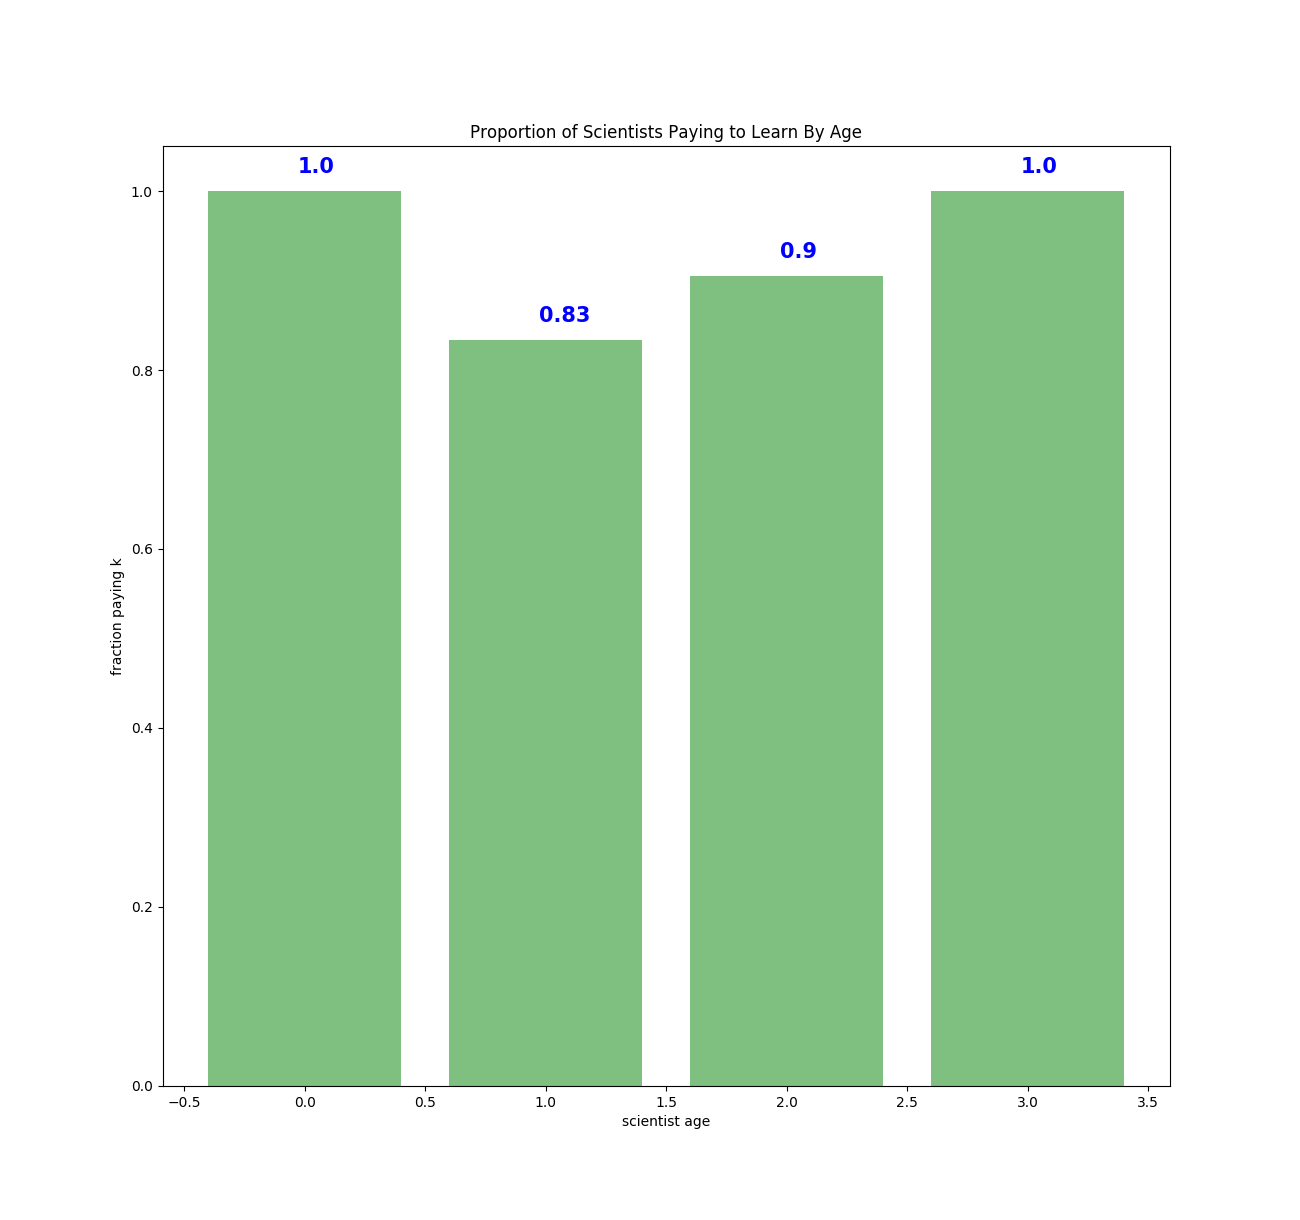 Proportion of Scientists Paying to Learn By Age
1.0
0.83
0.9
1.0
1.0
0.8
0.6
0.4
0.2
0.0
fraction paying k
−0.5 0.0 0.5 1.0 1.5 2.0 2.5 3.0 3.5
scientist age